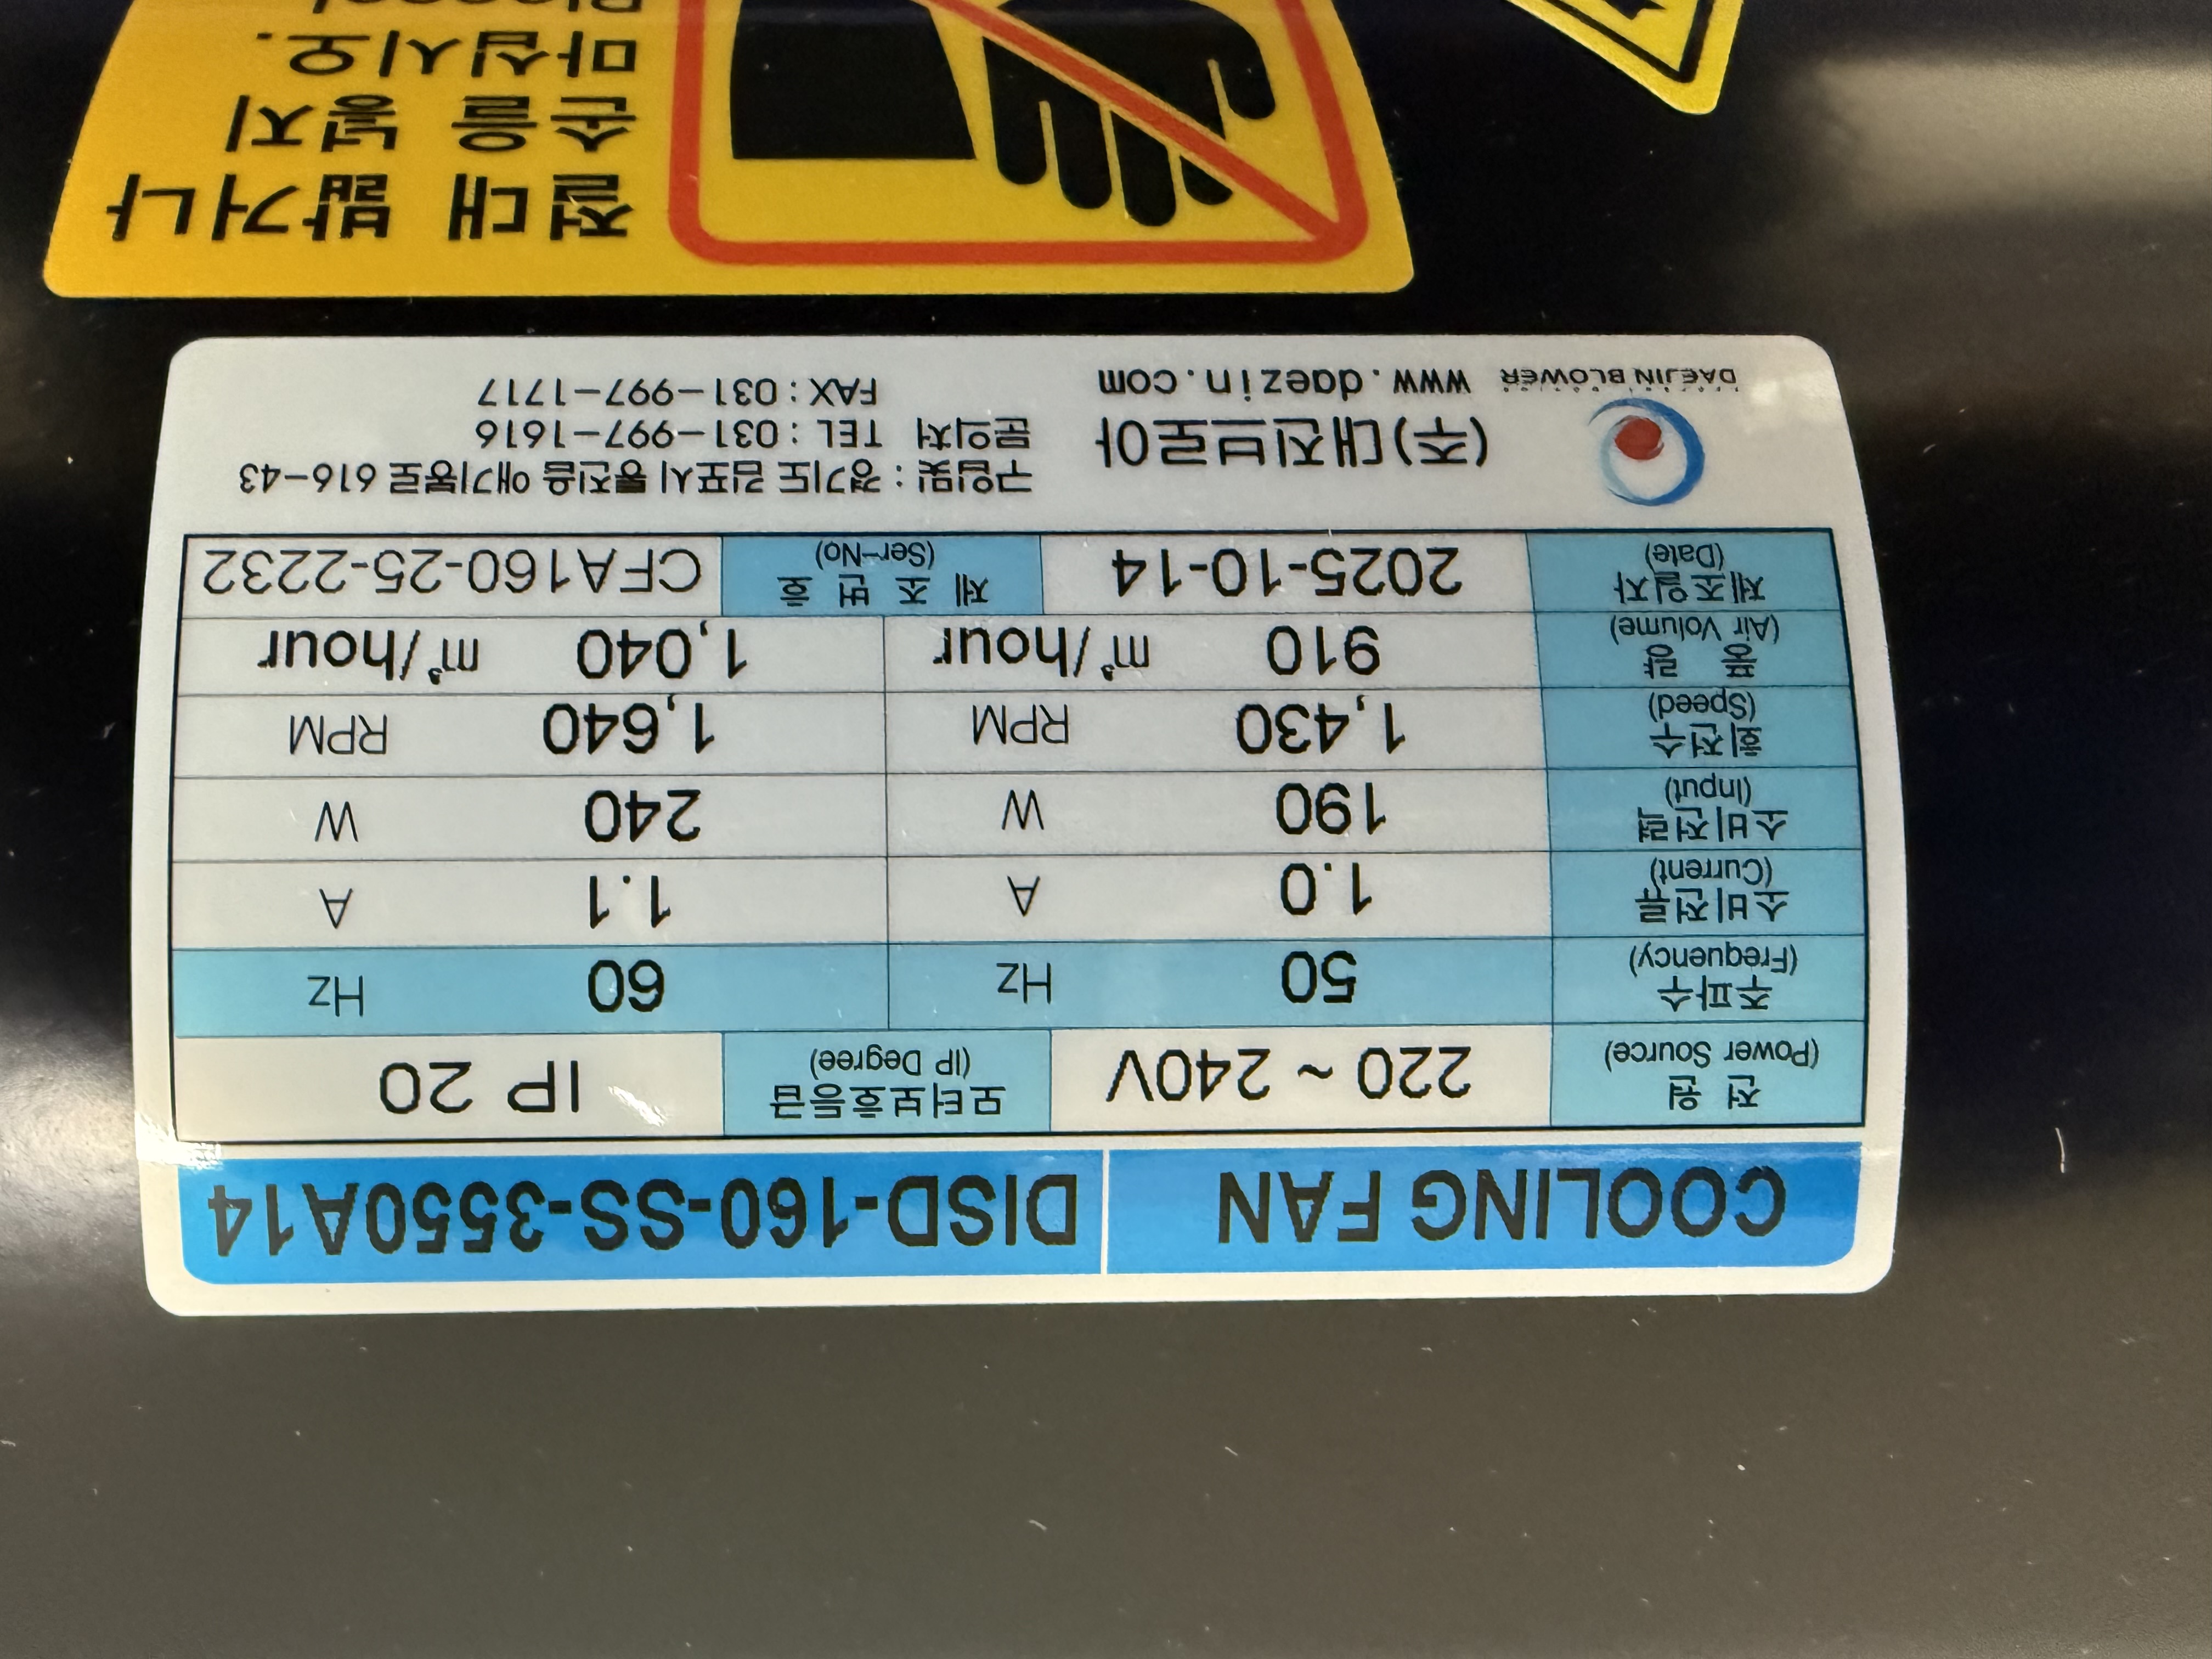 COOLING FAN DISD-160-SS-3550A14
전 원 (Power Source) 220 ~ 240V 모터보호등급 (IP Degree) IP 20
주파수 (Frequency) 50 Hz 60 Hz
소비전류 (Current) 1.0 A 1.1 A
소비전력 (Input) 190 W 240 W
회전수 (Speed) 1,430 RPM 1,640 RPM
풍 량 (Air Volume) 910 m³/hour 1,040 m³/hour
제조일자 (Date) 2025-10-14 제 조 번 호 (Ser-No) CFA160-25-2232
DAEJIN BLOWER
(주)대진브로아
www.daezin.com
구입및 : 경기도 김포시 통진읍 애기봉로 616-43
문의처 TEL : 031-997-1616
FAX : 031-997-1717
절대 밟거나
손을 넣지
마십시오.